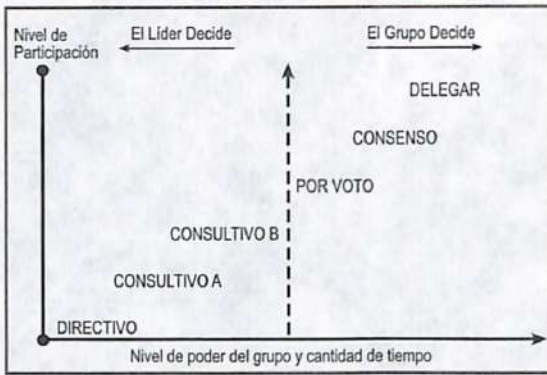 Nivel de
Participación
El Líder Decide
El Grupo Decide
DELEGAR
CONSENSO
POR VOTO
CONSULTIVO B
CONSULTIVO A
DIRECTIVO
Nivel de poder del grupo y cantidad de tiempo